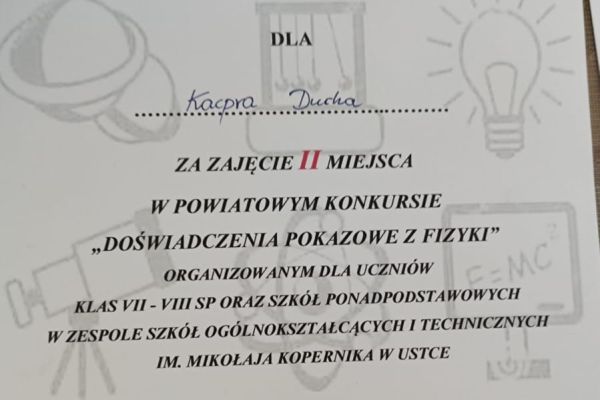 DLA
Kacpra Ducha
ZA ZAJĘCIE II MIEJSCA
W POWIATOWYM KONKURSIE
„DOŚWIADCZENIA POKAZOWE Z FIZYKI”
ORGANIZOWANYM DLA UCZNIÓW
KLAS VII - VIII SP ORAZ SZKÓŁ PONADPODSTAWOWYCH
W ZESPOLE SZKÓŁ OGÓLNOKSZTAŁCĄCYCH I TECHNICZNYCH
IM. MIKOŁAJA KOPERNIKA W USTCE
E=MC²